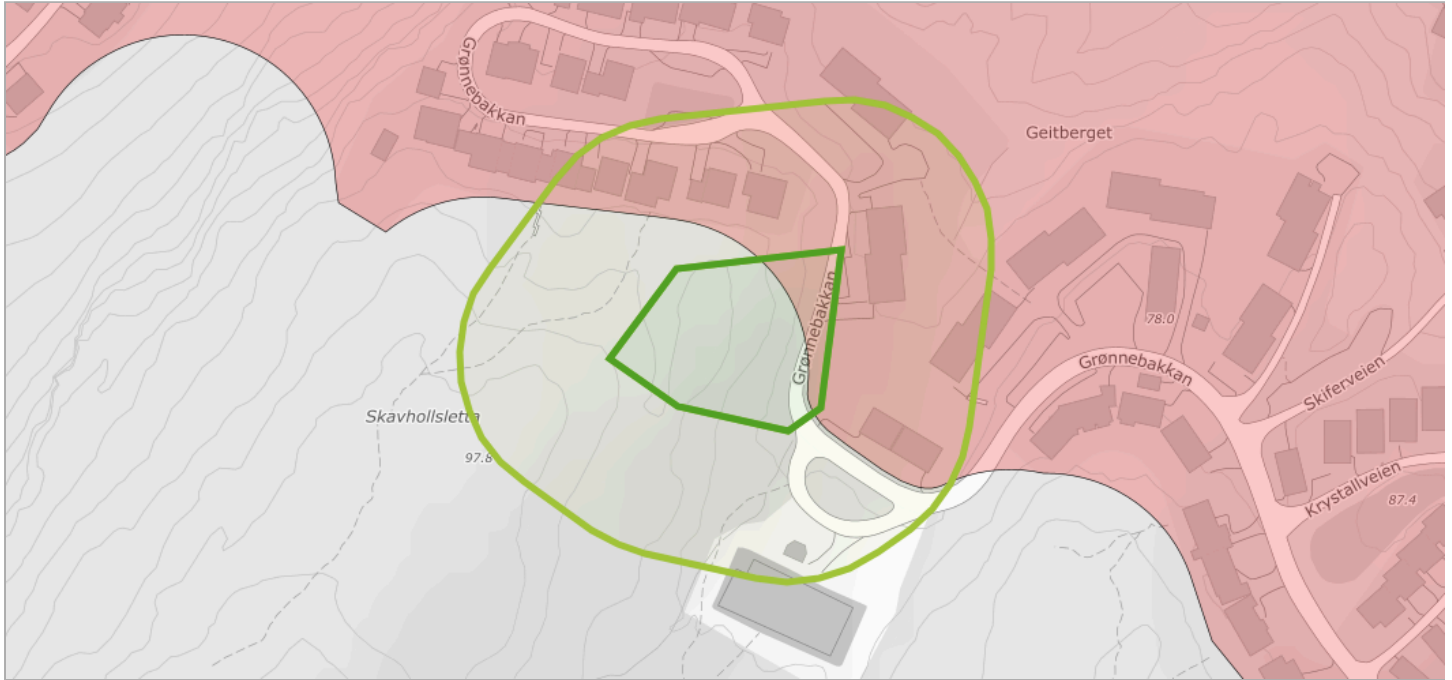 Grønnebakkan
Geitberget
Grønnebakkan
78.0
Grønnebakkan
Skiferveien
Skavhollsletta
97.8
Krystallveien
87.4